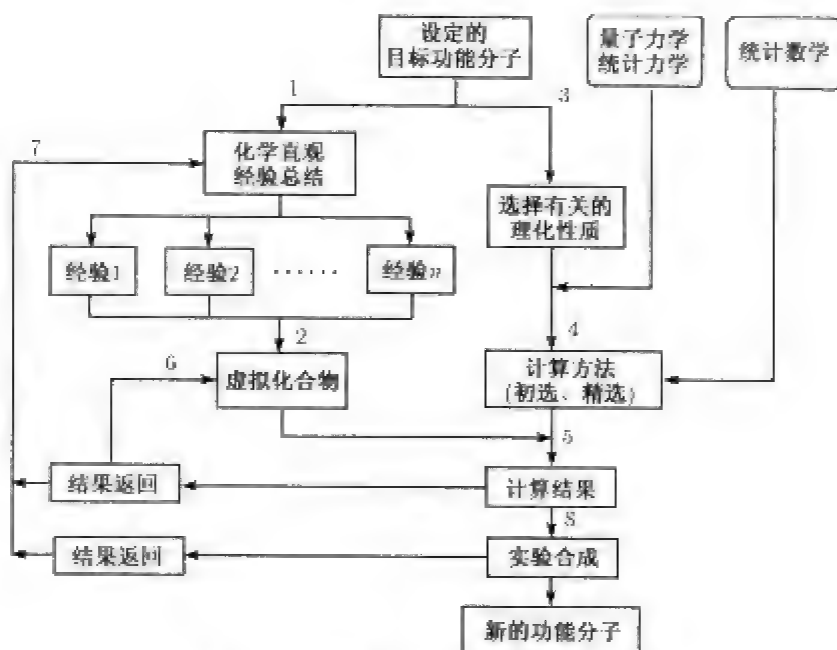 设定的
目标功能分子
量子力学
统计力学
统计数学
1
3
7
化学直观
经验总结
选择有关的
理化性质
经验1
经验2
……
经验n
2
4
6
虚拟化合物
计算方法
(初选、精选)
5
结果返回
计算结果
8
结果返回
实验合成
新的功能分子